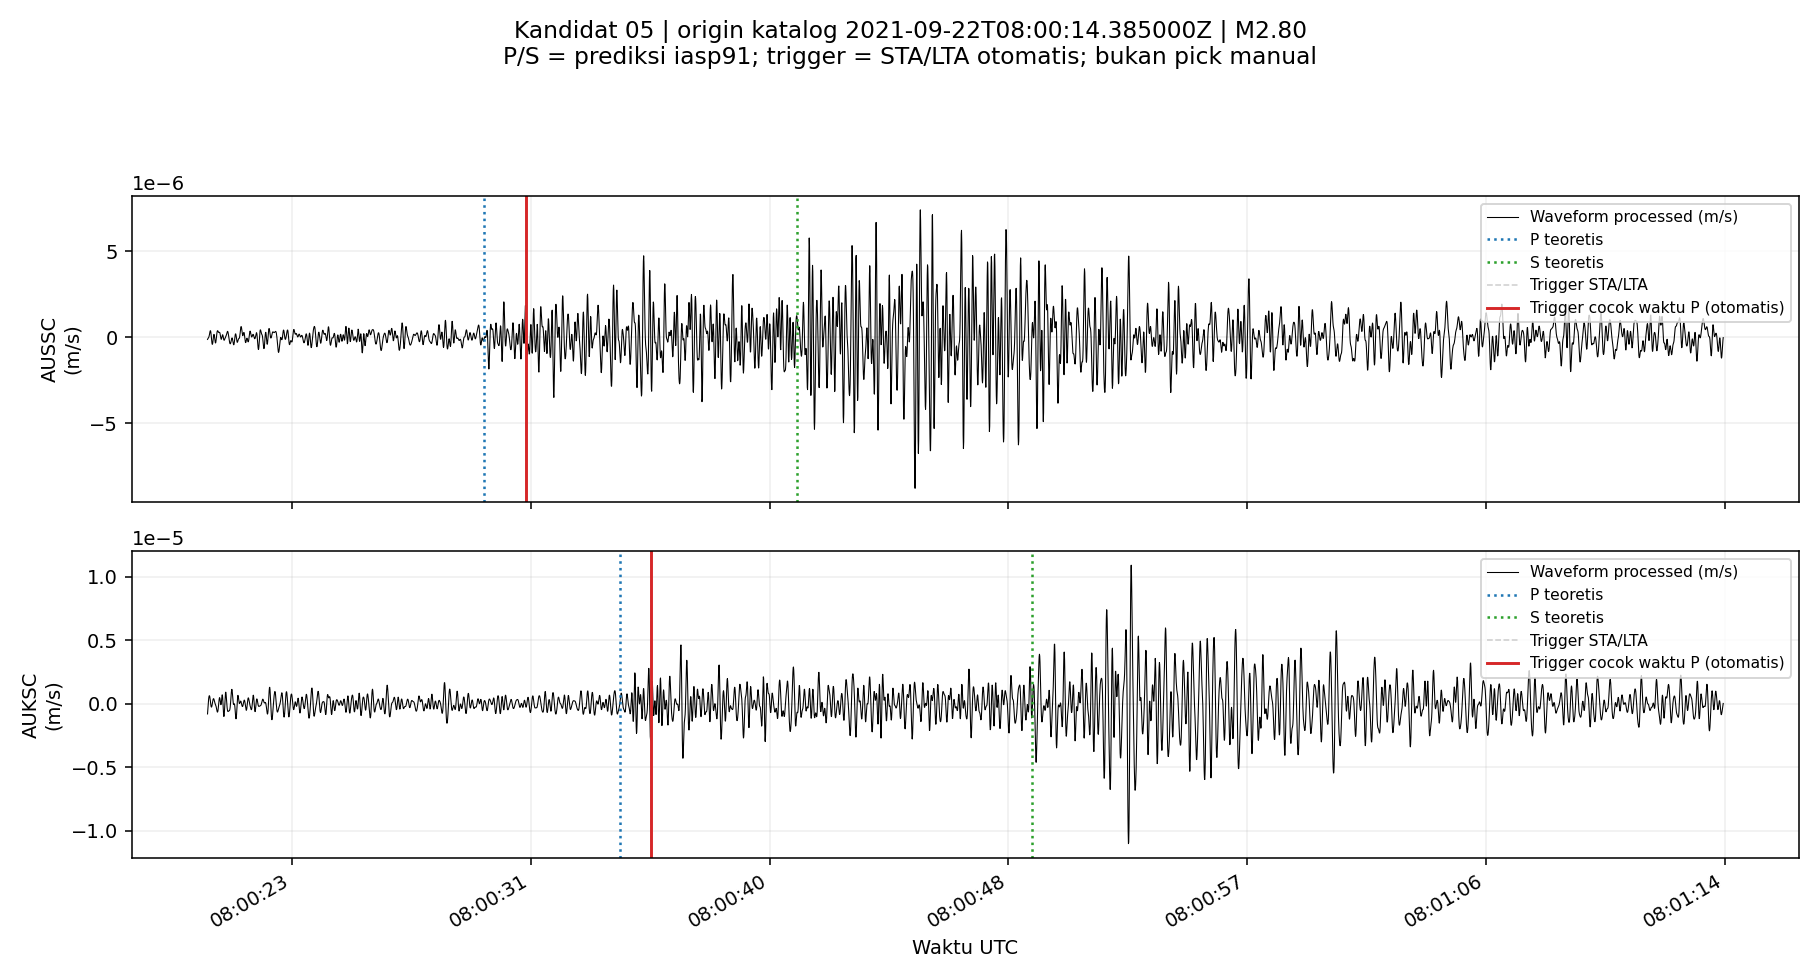 Kandidat 05 | origin katalog 2021-09-22T08:00:14.385000Z | M2.80
P/S = prediksi iasp91; trigger = STA/LTA otomatis; bukan pick manual
1e−6
AUSSC
(m/s)
5
0
−5
Waveform processed (m/s)
P teoretis
S teoretis
Trigger STA/LTA
Trigger cocok waktu P (otomatis)
1e−5
AUKSC
(m/s)
1.0
0.5
0.0
−0.5
−1.0
Waveform processed (m/s)
P teoretis
S teoretis
Trigger STA/LTA
Trigger cocok waktu P (otomatis)
08:00:23
08:00:31
08:00:40
08:00:48
08:00:57
08:01:06
08:01:14
Waktu UTC